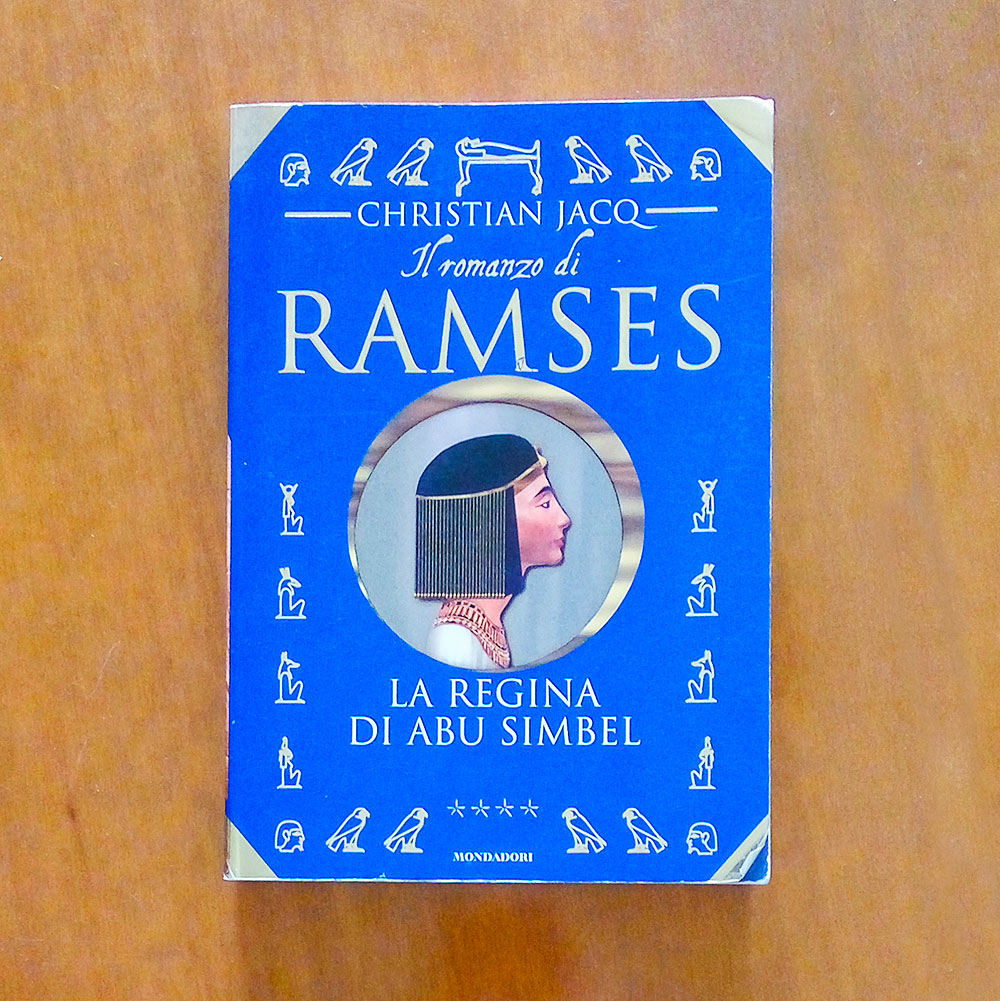 CHRISTIAN JACQ
Il romanzo di
RAMSES
LA REGINA
DI ABU SIMBEL
MONDADORI